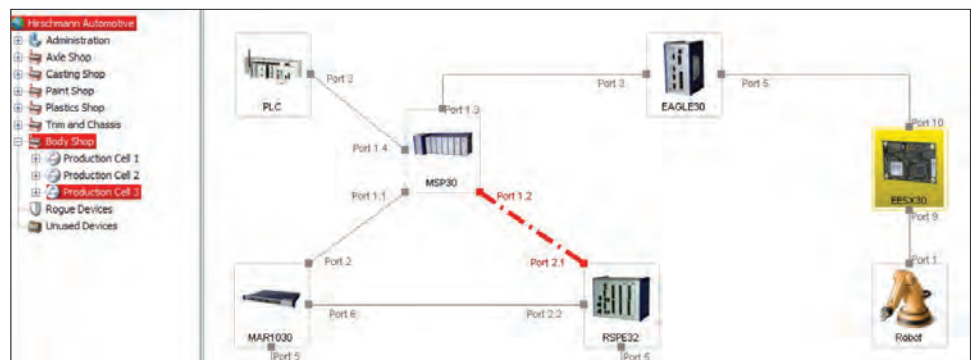 Hirschmann Automotive
Administration
Axle Shop
Casting Shop
Paint Shop
Plastics Shop
Trim and Chassis
Body Shop
Production Cell 1
Production Cell 2
Production Cell 3
Rogue Devices
Unused Devices
PLC
Port 3
Port 1.3
Port 3
EAGLE30
Port 5
Port 10
Port 1.4
MSP30
EESX30
Port 1.1
Port 1.2
Port 9
Port 2
Port 2.1
Port 1
MAR1030
Port 6
Port 2.2
RSPE32
Robot
Port 5
Port 5